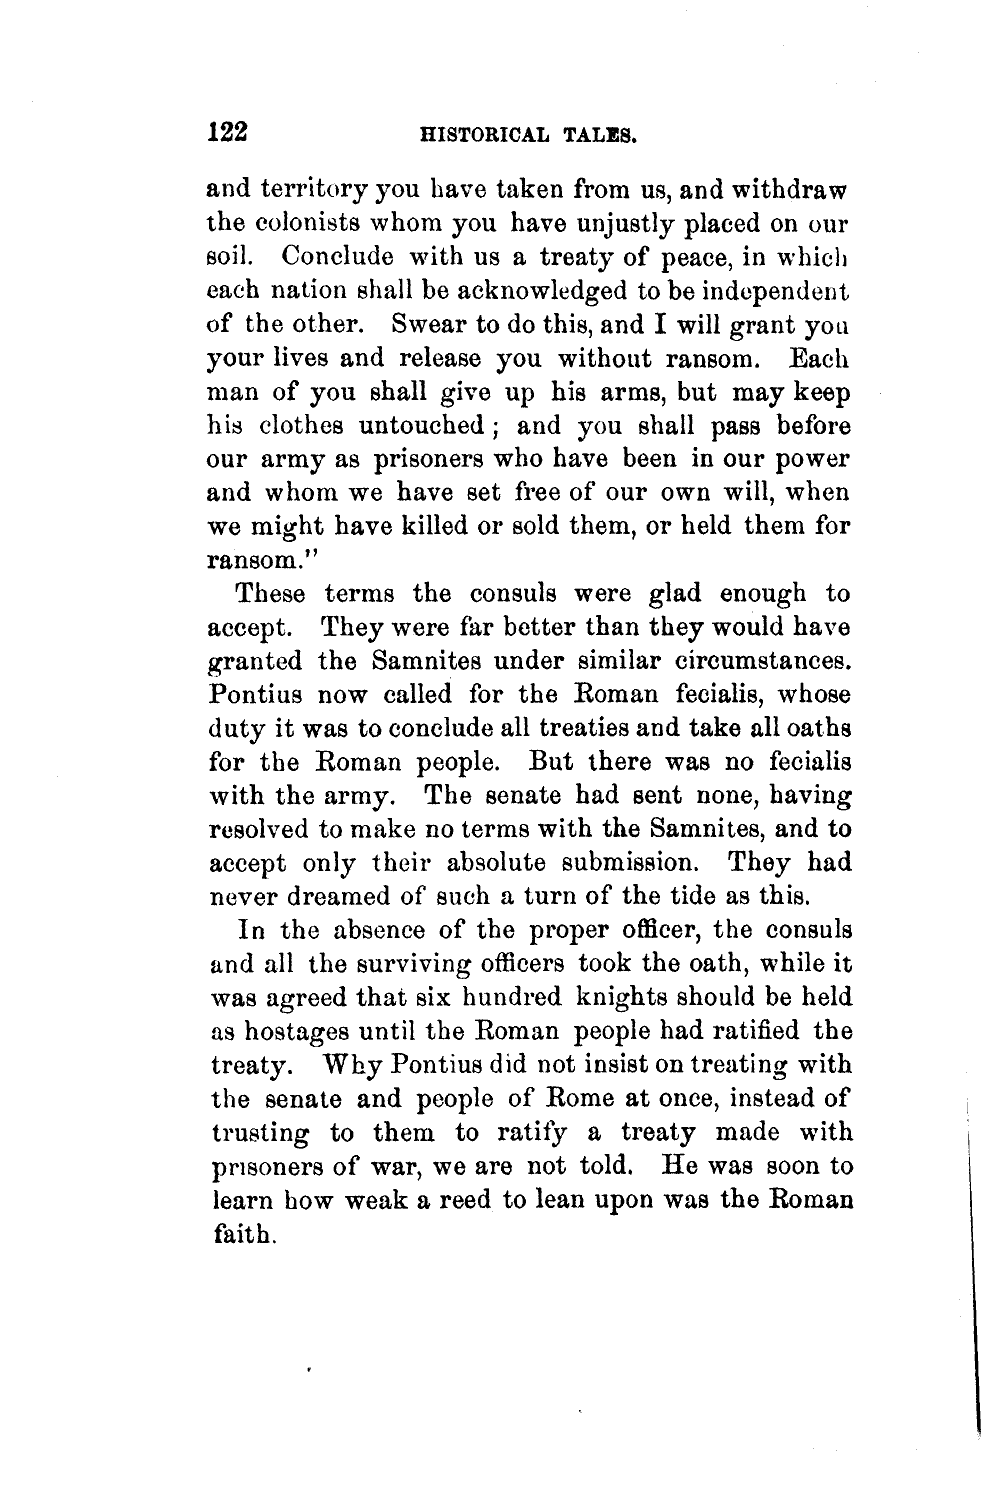 122 HISTORICAL TALES.
and territory you have taken from us, and withdraw
the colonists whom you have unjustly placed on our
soil. Conclude with us a treaty of peace, in which
each nation shall be acknowledged to be independent
of the other. Swear to do this, and I will grant you
your lives and release you without ransom. Each
man of you shall give up his arms, but may keep
his clothes untouched; and you shall pass before
our army as prisoners who have been in our power
and whom we have set free of our own will, when
we might have killed or sold them, or held them for
ransom."
These terms the consuls were glad enough to
accept. They were far better than they would have
granted the Samnites under similar circumstances.
Pontius now called for the Roman fecialis, whose
duty it was to conclude all treaties and take all oaths
for the Roman people. But there was no fecialis
with the army. The senate had sent none, having
resolved to make no terms with the Samnites, and to
accept only their absolute submission. They had
never dreamed of such a turn of the tide as this.
In the absence of the proper officer, the consuls
and all the surviving officers took the oath, while it
was agreed that six hundred knights should be held
as hostages until the Roman people had ratified the
treaty. Why Pontius did not insist on treating with
the senate and people of Rome at once, instead of
trusting to them to ratify a treaty made with
prisoners of war, we are not told. He was soon to
learn how weak a reed to lean upon was the Roman
faith.